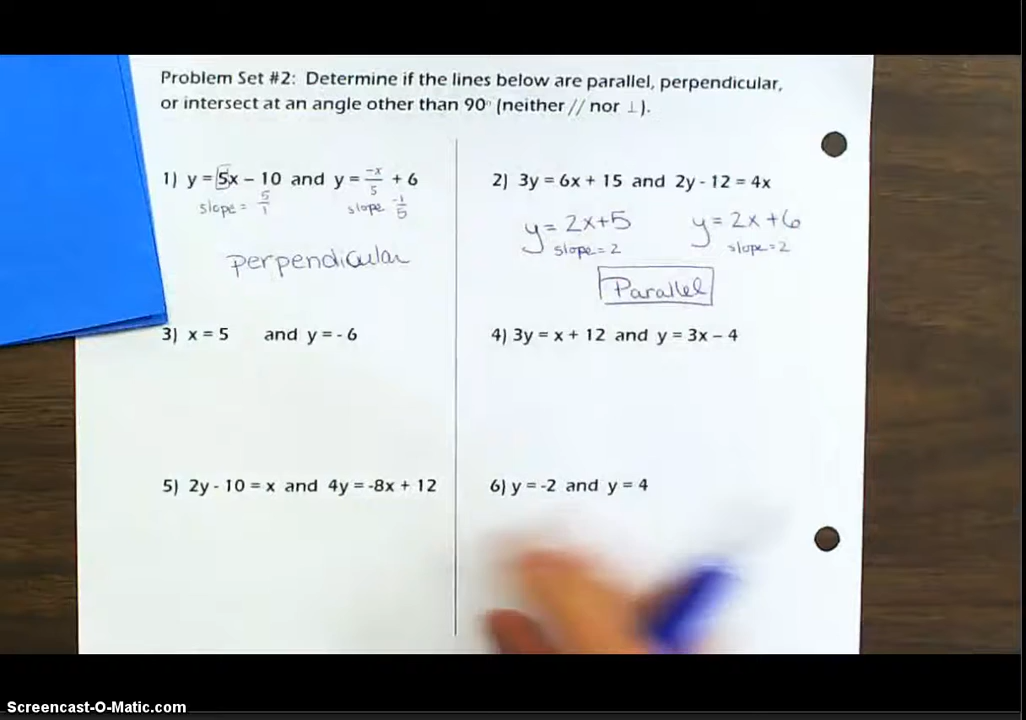 Problem Set #2: Determine if the lines below are parallel, perpendicular,
or intersect at an angle other than 90° (neither // nor ⊥).
1) y = 5x – 10 and y = -x/5 + 6
slope = 5/1 slope -1/5
perpendicular
2) 3y = 6x + 15 and 2y - 12 = 4x
y = 2x+5 y = 2x+6
slope = 2 slope = 2
Parallel
3) x = 5 and y = - 6
4) 3y = x + 12 and y = 3x – 4
5) 2y - 10 = x and 4y = -8x + 12
6) y = -2 and y = 4
Screencast-O-Matic.com